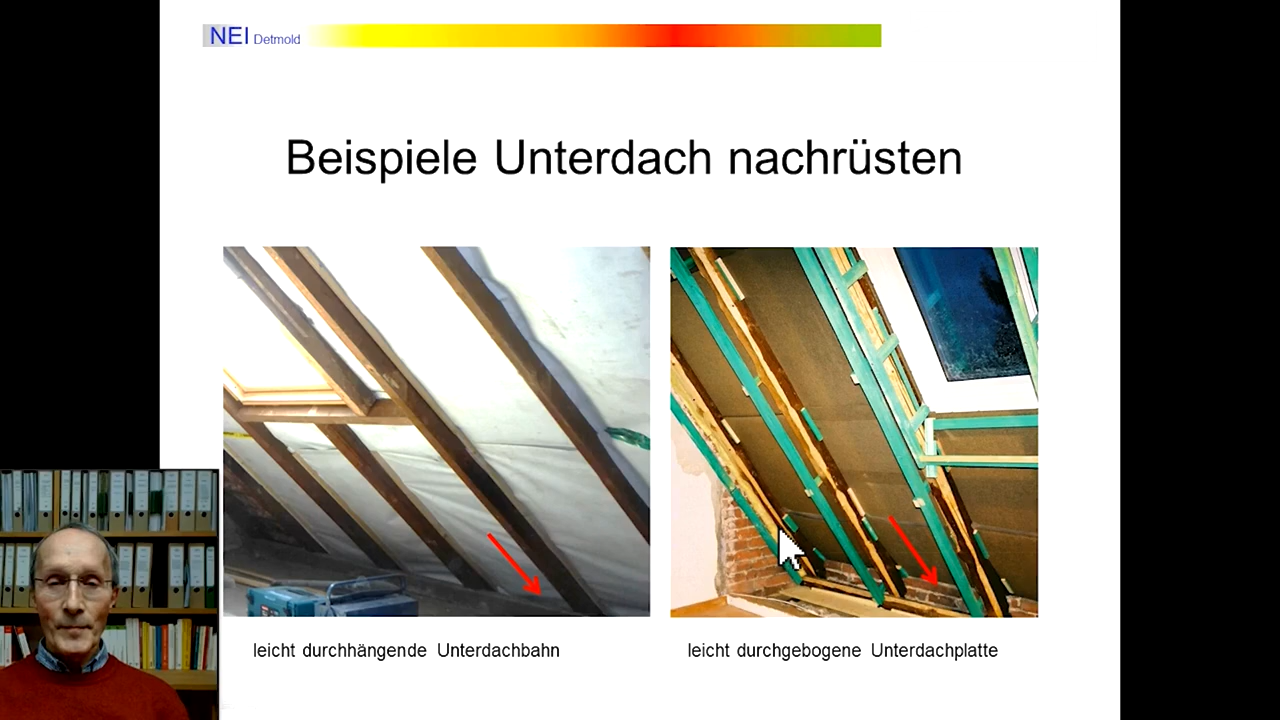 NEI Detmold
Beispiele Unterdach nachrüsten
leicht durchhängende Unterdachbahn
leicht durchgebogene Unterdachplatte